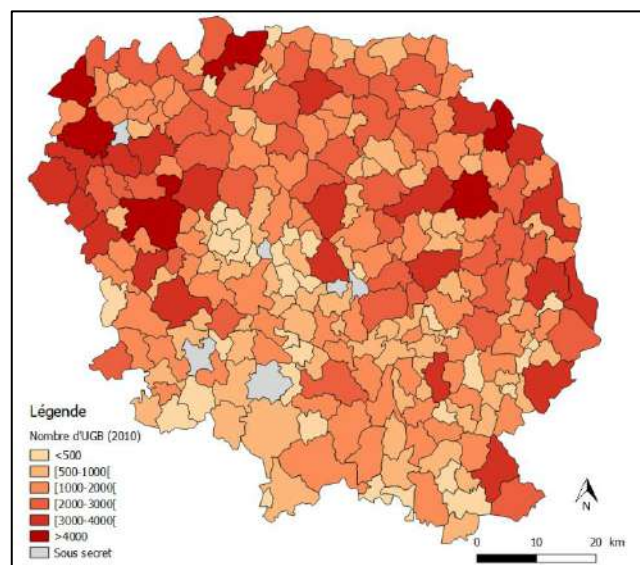 Légende
Nombre d'UGB (2010)
<500
[500-1000[
[1000-2000[
[2000-3000[
[3000-4000[
>4000
Sous secret
N
0 10 20 km